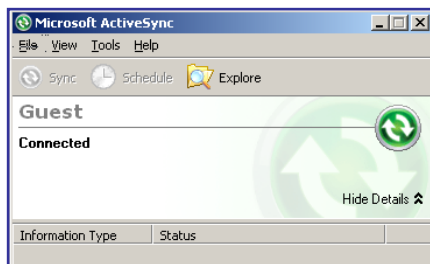 Microsoft ActiveSync
File View Tools Help
Sync Schedule Explore
Guest
Connected
Hide Details
Information Type Status